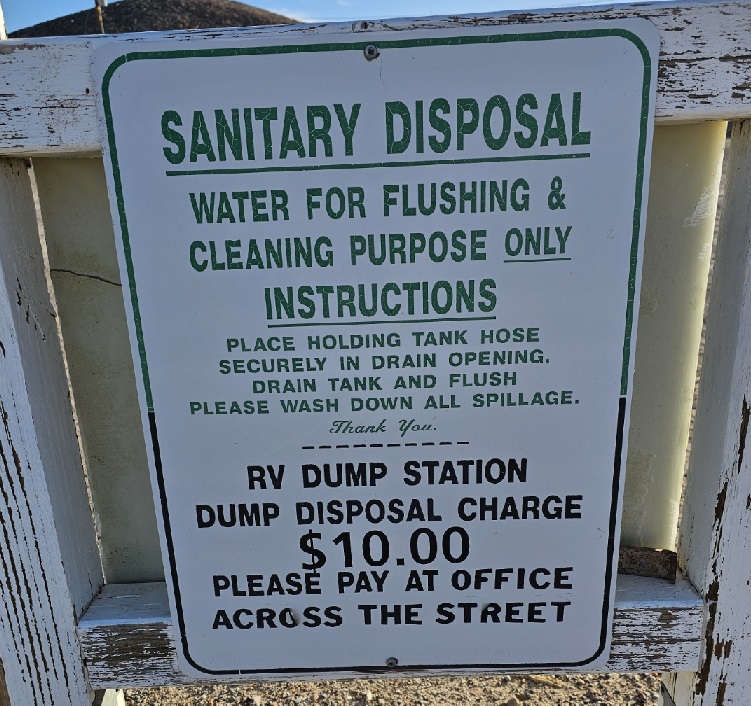 SANITARY DISPOSAL
WATER FOR FLUSHING &
CLEANING PURPOSE ONLY
INSTRUCTIONS
PLACE HOLDING TANK HOSE
SECURELY IN DRAIN OPENING.
DRAIN TANK AND FLUSH
PLEASE WASH DOWN ALL SPILLAGE.
Thank You.
RV DUMP STATION
DUMP DISPOSAL CHARGE
$10.00
PLEASE PAY AT OFFICE
ACROSS THE STREET